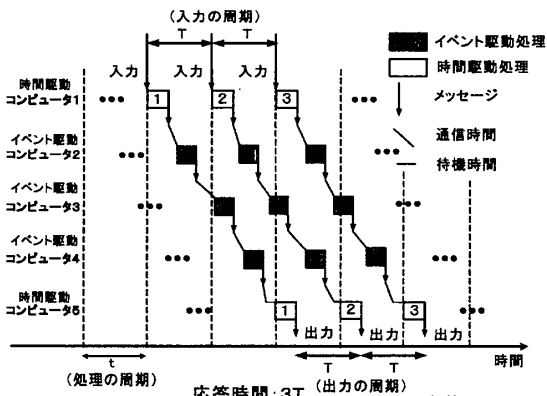 (入力の周期)
T
T
イベント駆動処理
時間駆動処理
メッセージ
通信時間
待機時間
入力
入力
入力
時間駆動
コンピュータ1
1
2
3
•••
•••
イベント駆動
コンピュータ2
•••
•••
イベント駆動
コンピュータ3
•••
•••
イベント駆動
コンピュータ4
•••
•••
時間駆動
コンピュータ5
•••
1
2
3
•••
出力
出力
出力
t
(処理の周期)
T
T
時間
(出力の周期)
応答時間:3T